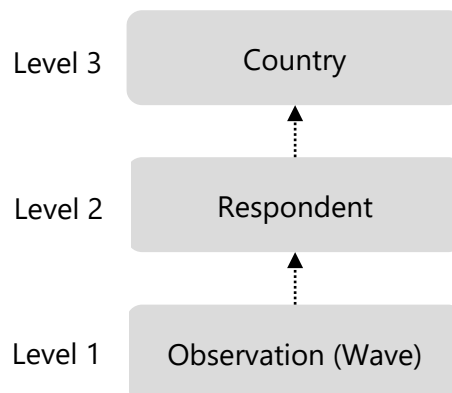 Level 3 Country
Level 2 Respondent
Level 1 Observation (Wave)